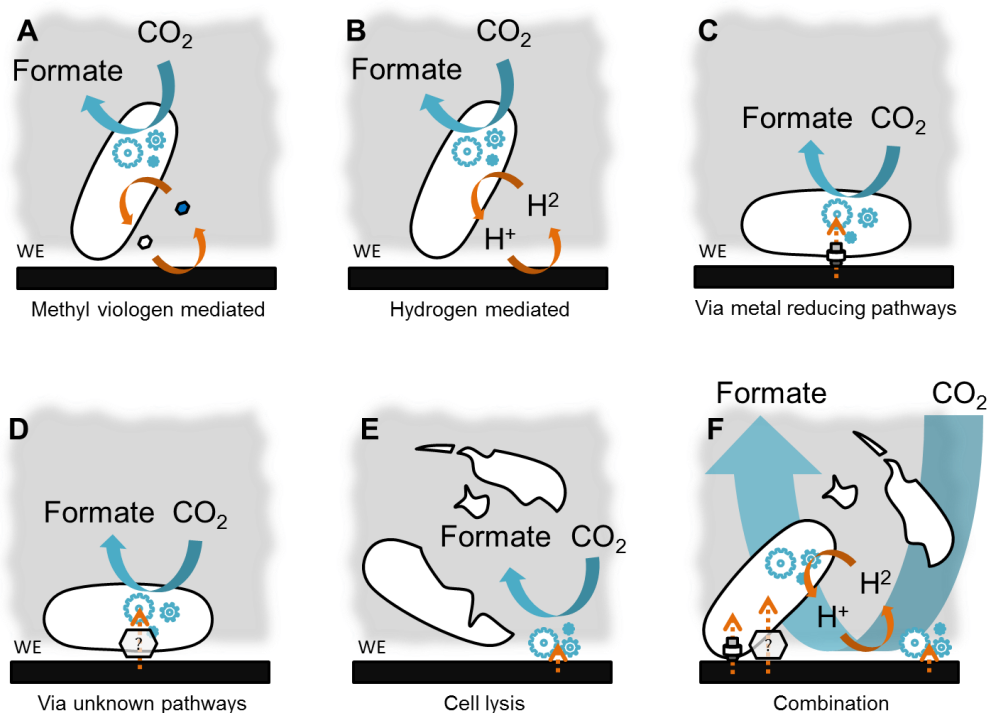 A
CO₂
Formate
WE
Methyl viologen mediated
B
CO₂
Formate
H²
H⁺
WE
Hydrogen mediated
C
Formate CO₂
WE
Via metal reducing pathways
D
Formate CO₂
?
WE
Via unknown pathways
E
Formate CO₂
WE
Cell lysis
Formate
CO₂
F
H²
H⁺
?
Combination